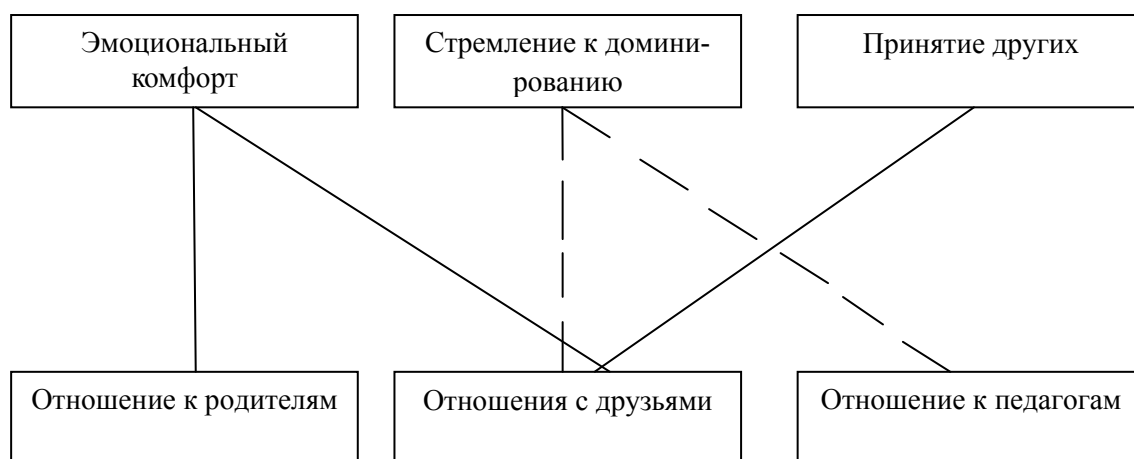 Эмоциональный
комфорт
Стремление к домини-
рованию
Принятие других
Отношение к родителям
Отношения с друзьями
Отношение к педагогам